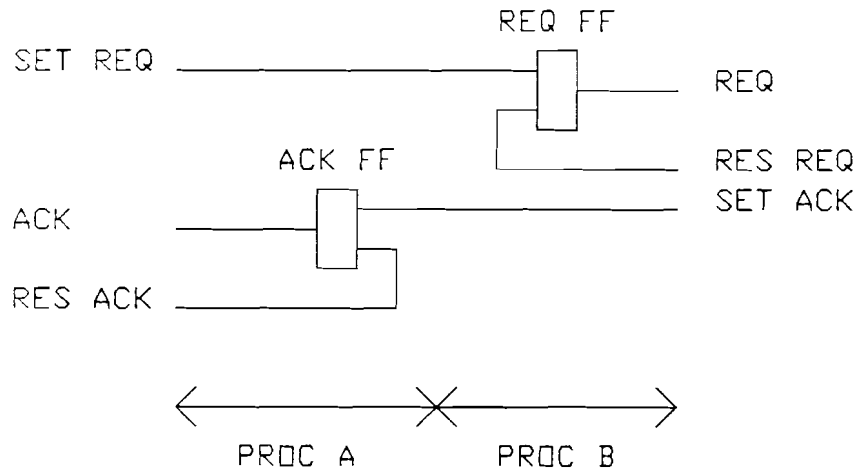 REQ FF
SET REQ
REQ
ACK FF
RES REQ
SET ACK
ACK
RES ACK
PROC A
PROC B